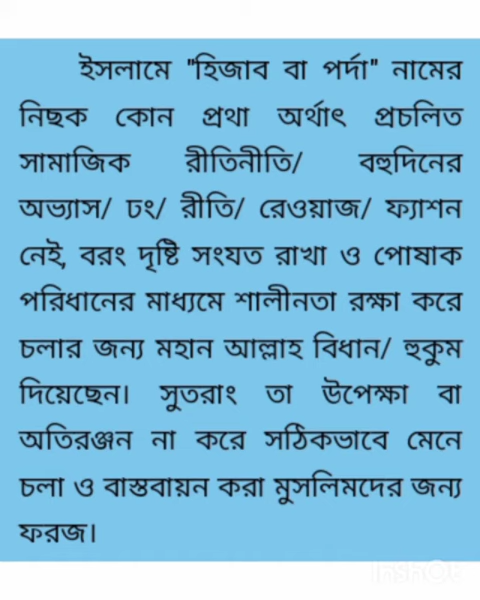 ইসলামে "হিজাব বা পর্দা" নামের
নিছক কোন প্রথা অর্থাৎ প্রচলিত
সামাজিক রীতিনীতি/ বহুদিনের
অভ্যাস/ ঢং/ রীতি/ রেওয়াজ/ ফ্যাশন
নেই, বরং দৃষ্টি সংযত রাখা ও পোষাক
পরিধানের মাধ্যমে শালীনতা রক্ষা করে
চলার জন্য মহান আল্লাহ বিধান/ হুকুম
দিয়েছেন। সুতরাং তা উপেক্ষা বা
অতিরঞ্জন না করে সঠিকভাবে মেনে
চলা ও বাস্তবায়ন করা মুসলিমদের জন্য
ফরজ।
InShOt